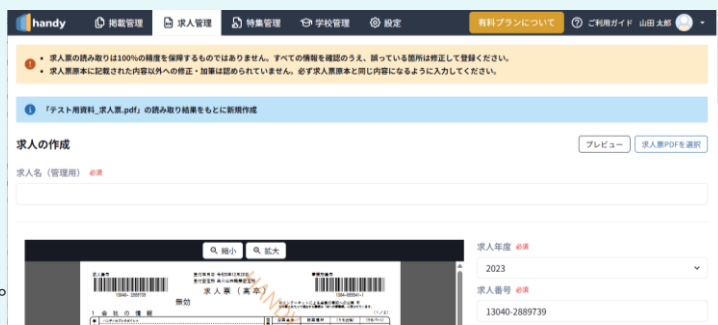 handy 掲載管理 求人管理 特集管理 学校管理 設定 有料プランについて ご利用ガイド 山田 太郎
・ 求人票の読み取りは100%の精度を保障するものではありません。すべての情報を確認のうえ、誤っている箇所は修正して登録ください。
・ 求人票原本に記載された内容以外への修正・加筆は認められていません。必ず求人票原本と同じ内容になるように入力してください。
「テスト用資料_求人票.pdf」の読み取り結果をもとに新規作成
求人の作成 プレビュー 求人票PDFを選択
求人名（管理用） 必須
縮小 拡大
求人年度 必須
2023
求人番号 必須
13040-2889739
求人票（高卒）
無効
1 会社の情報
HANDY